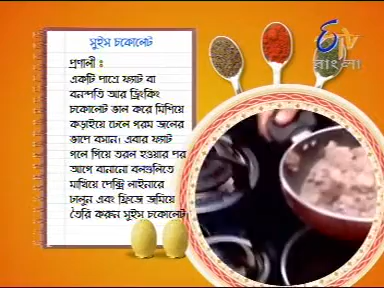 সুইস চকোলেট
প্রণালী :
একটি পাত্রে ফ্যাট বা
বনস্পতি আর ড্রিংকিং
চকোলেট ভাল করে মিশিয়ে
কড়াইয়ে ঢেলে গরম জলের
ভাপে বসান। এবার ফ্যাট
গলে গিয়ে তরল হওয়ার পর
আগে বানানো বলগুলিতে
মাখিয়ে পেস্ট্রি লাইনারে
ঢালুন এবং ফ্রিজে জমিয়ে
তৈরি করুন সুইস চকোলেট।
ETV
বাংলা